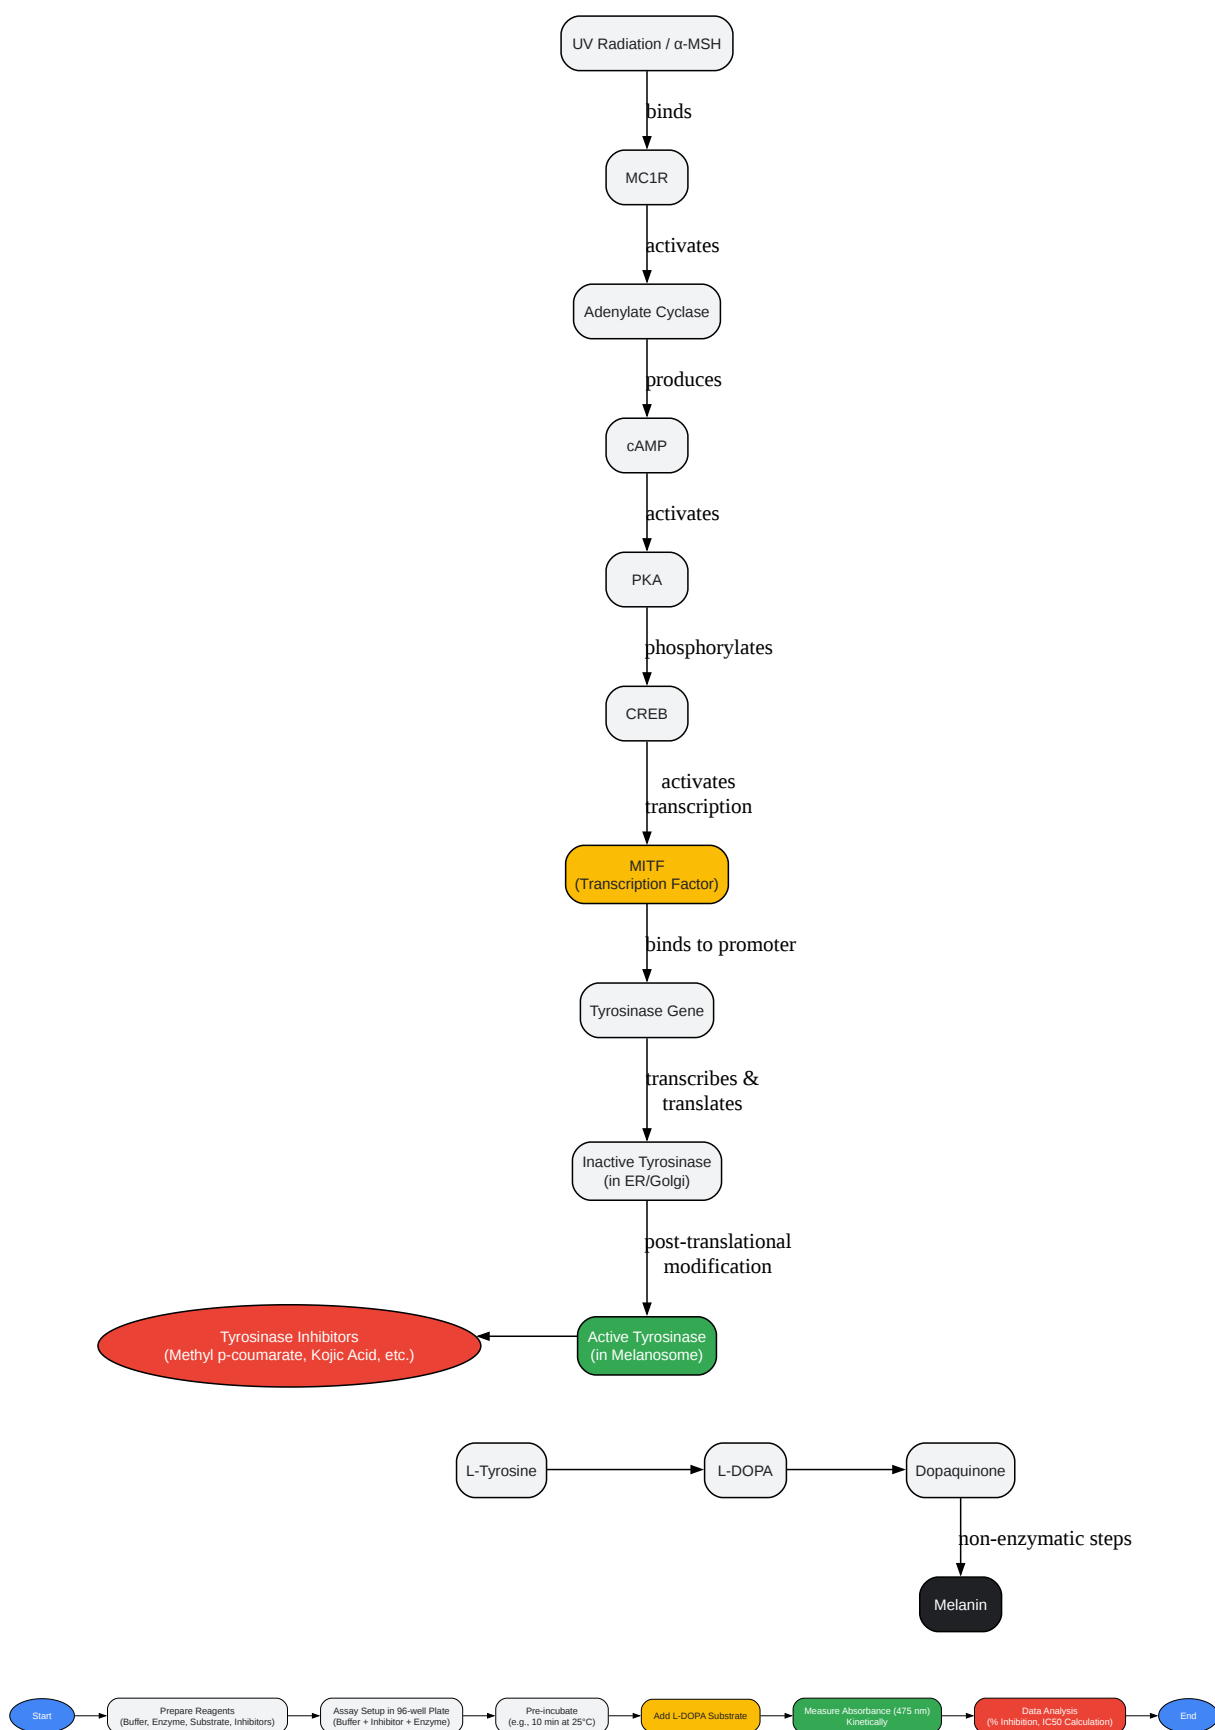 UV Radiation / α-MSH
binds
MC1R
activates
Adenylate Cyclase
produces
cAMP
activates
PKA
phosphorylates
CREB
activates
transcription
MITF
(Transcription Factor)
binds to promoter
Tyrosinase Gene
transcribes &
translates
Inactive Tyrosinase
(in ER/Golgi)
post-translational
modification
Tyrosinase Inhibitors
(Methyl p-coumarate, Kojic Acid, etc.)
Active Tyrosinase
(in Melanosome)
L-Tyrosine
L-DOPA
Dopaquinone
non-enzymatic steps
Melanin
Start
Prepare Reagents
(Buffer, Enzyme, Substrate, Inhibitors)
Assay Setup in 96-well Plate
(Buffer + Inhibitor + Enzyme)
Pre-incubate
(e.g., 10 min at 25°C)
Add L-DOPA Substrate
Measure Absorbance (475 nm)
Kinetically
Data Analysis
(% Inhibition, IC50 Calculation)
End